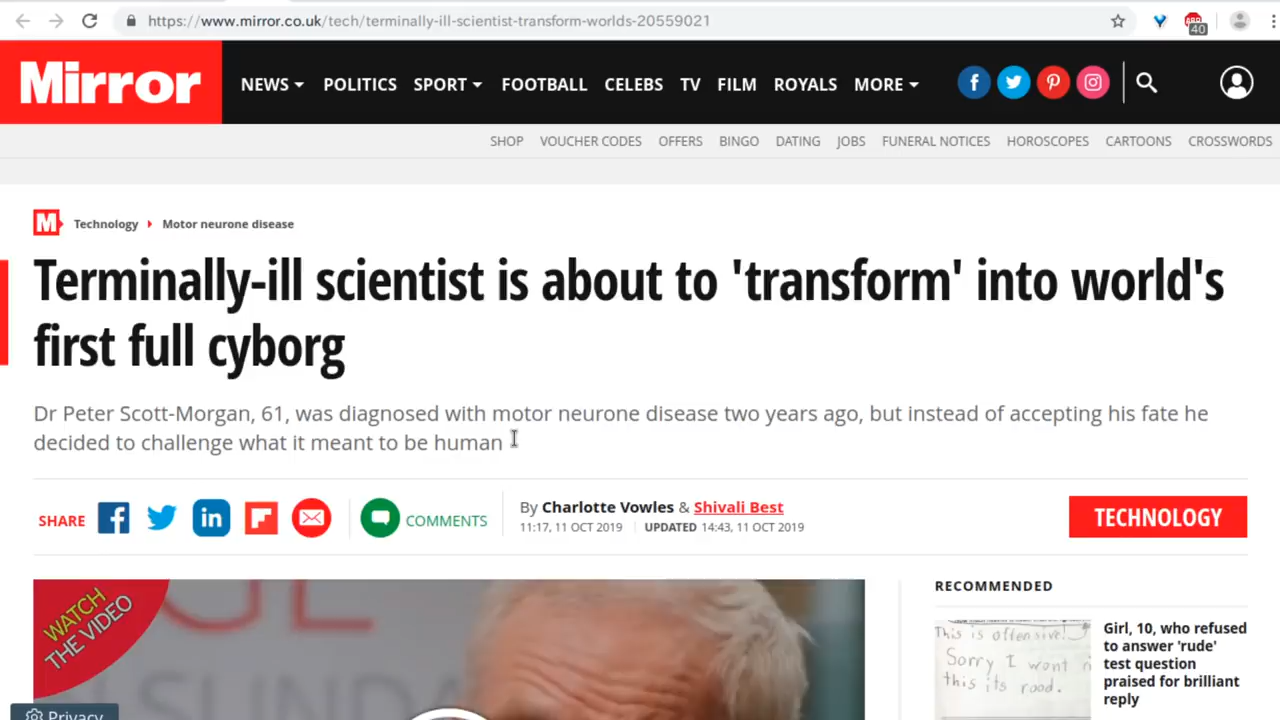 https://www.mirror.co.uk/tech/terminally-ill-scientist-transform-worlds-20559021
40
Mirror
NEWS POLITICS SPORT FOOTBALL CELEBS TV FILM ROYALS MORE
SHOP VOUCHER CODES OFFERS BINGO DATING JOBS FUNERAL NOTICES HOROSCOPES CARTOONS CROSSWORDS
M Technology Motor neurone disease
Terminally-ill scientist is about to 'transform' into world's
first full cyborg
Dr Peter Scott-Morgan, 61, was diagnosed with motor neurone disease two years ago, but instead of accepting his fate he
decided to challenge what it meant to be human
SHARE
COMMENTS
By Charlotte Vowles & Shivali Best
11:17, 11 OCT 2019 UPDATED 14:43, 11 OCT 2019
TECHNOLOGY
WATCH
THE VIDEO
SUND
RECOMMENDED
This is offensive!
Sorry I wont
this its road.
Girl, 10, who refused
to answer 'rude'
test question
praised for brilliant
reply
Privacy